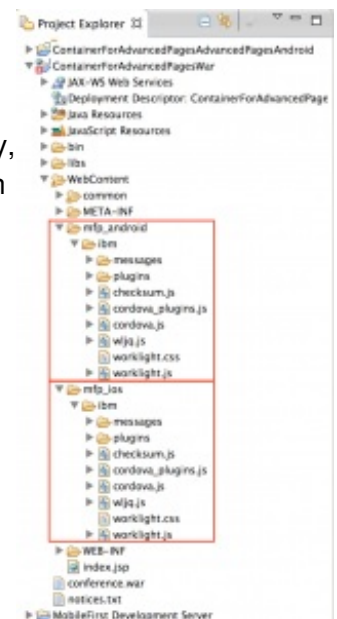 Project Explorer
ContainerForAdvancedPagesAdvancedPagesAndroid
ContainerForAdvancedPagesWar
JAX-WS Web Services
Deployment Descriptor: ContainerForAdvancedPage
Java Resources
JavaScript Resources
bin
libs
WebContent
common
META-INF
mfp_android
ibm
messages
plugins
checksum.js
cordova_plugins.js
cordova.js
wljq.js
worklight.css
worklight.js
mfp_ios
ibm
messages
plugins
checksum.js
cordova_plugins.js
cordova.js
wljq.js
worklight.css
worklight.js
WEB-INF
index.jsp
conference.war
notices.txt
MobileFirst Development Server